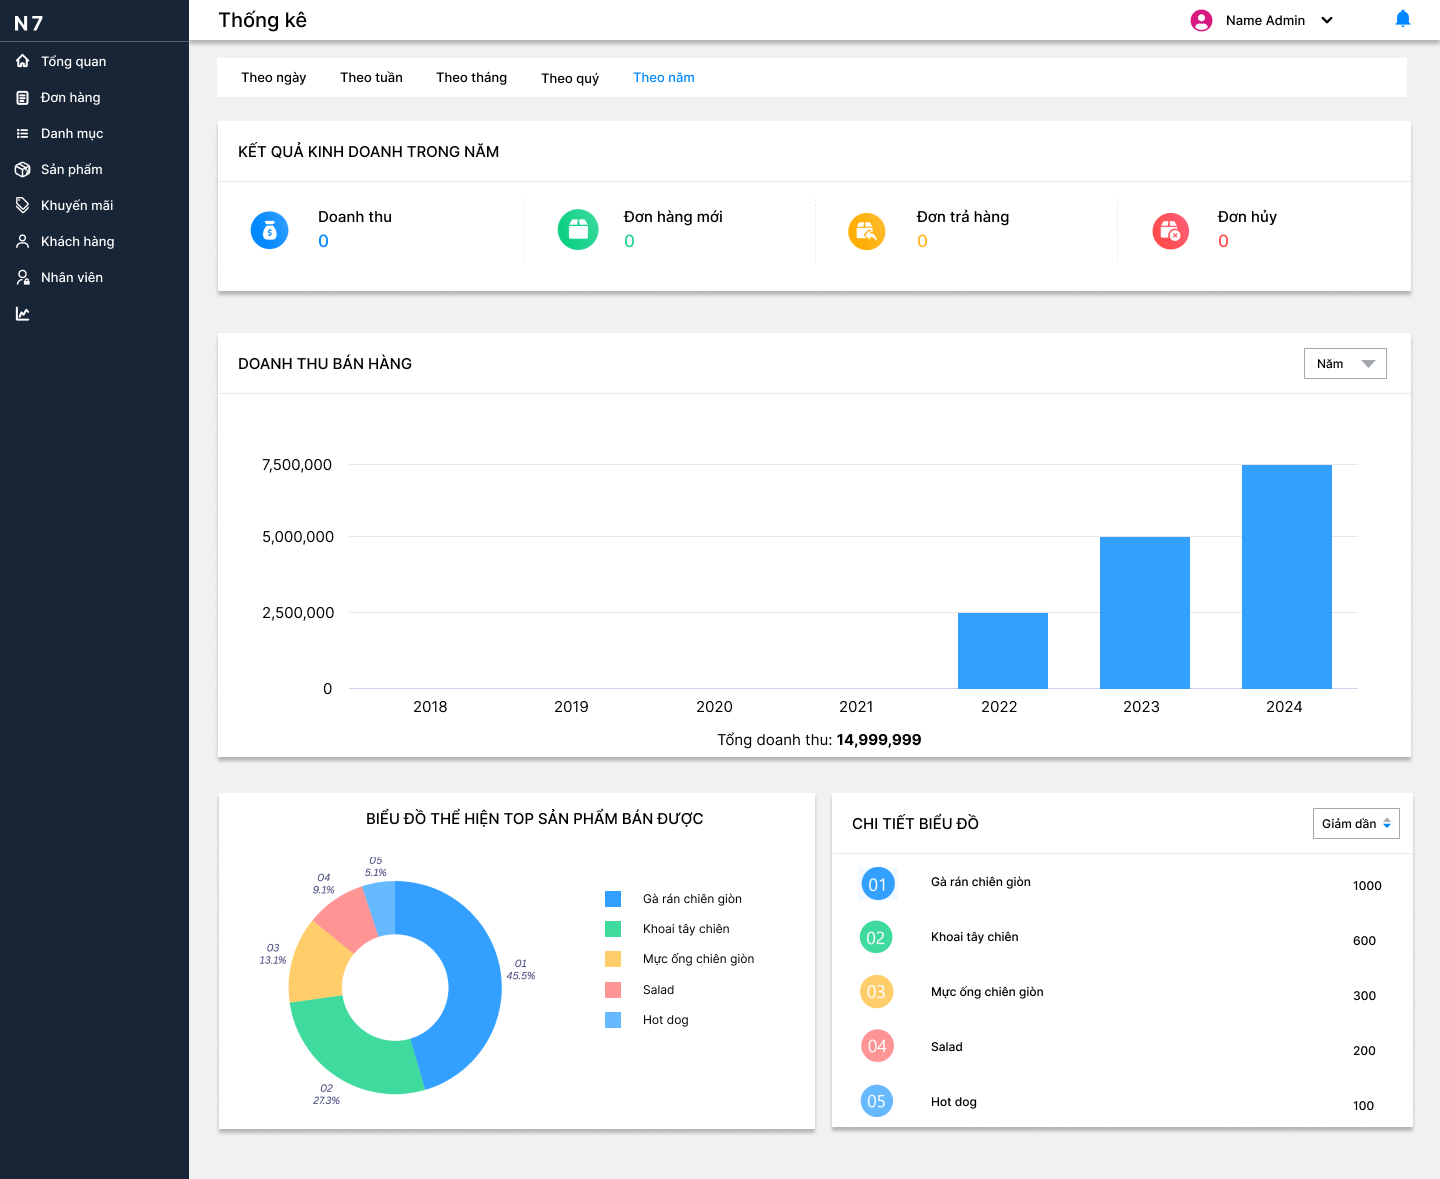 N7
Thống kê
Name Admin
Tổng quan
Đơn hàng
Danh mục
Sản phẩm
Khuyến mãi
Khách hàng
Nhân viên
Theo ngày
Theo tuần
Theo tháng
Theo quý
Theo năm
KẾT QUẢ KINH DOANH TRONG NĂM
Doanh thu
0
Đơn hàng mới
0
Đơn trả hàng
0
Đơn hủy
0
DOANH THU BÁN HÀNG
Năm
7,500,000
5,000,000
2,500,000
0
2018
2019
2020
2021
2022
2023
2024
Tổng doanh thu: 14,999,999
BIỂU ĐỒ THỂ HIỆN TOP SẢN PHẨM BÁN ĐƯỢC
05
5.1%
04
9.1%
03
13.1%
01
45.5%
02
27.3%
Gà rán chiên giòn
Khoai tây chiên
Mực ống chiên giòn
Salad
Hot dog
CHI TIẾT BIỂU ĐỒ
Giảm dần
01 Gà rán chiên giòn 1000
02 Khoai tây chiên 600
03 Mực ống chiên giòn 300
04 Salad 200
05 Hot dog 100